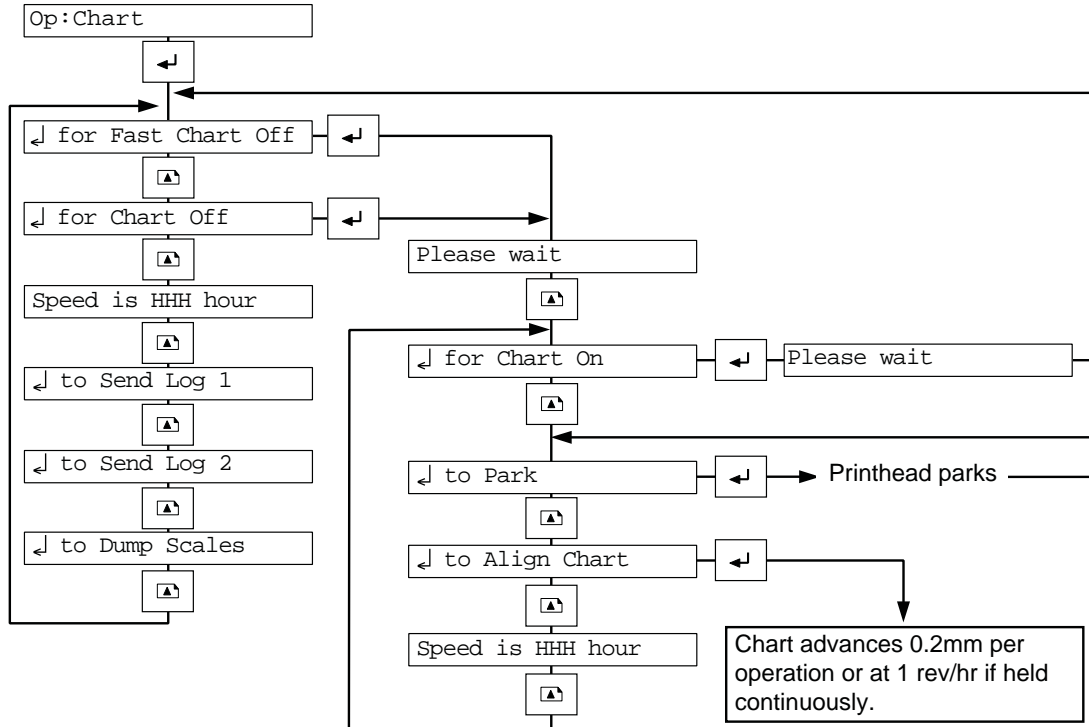 Op:Chart
↵ for Fast Chart Off
↵ for Chart Off
Speed is HHH hour
↵ to Send Log 1
↵ to Send Log 2
↵ to Dump Scales
Please wait
↵ for Chart On
Please wait
↵ to Park
Printhead parks
↵ to Align Chart
Speed is HHH hour
Chart advances 0.2mm per
operation or at 1 rev/hr if held
continuously.